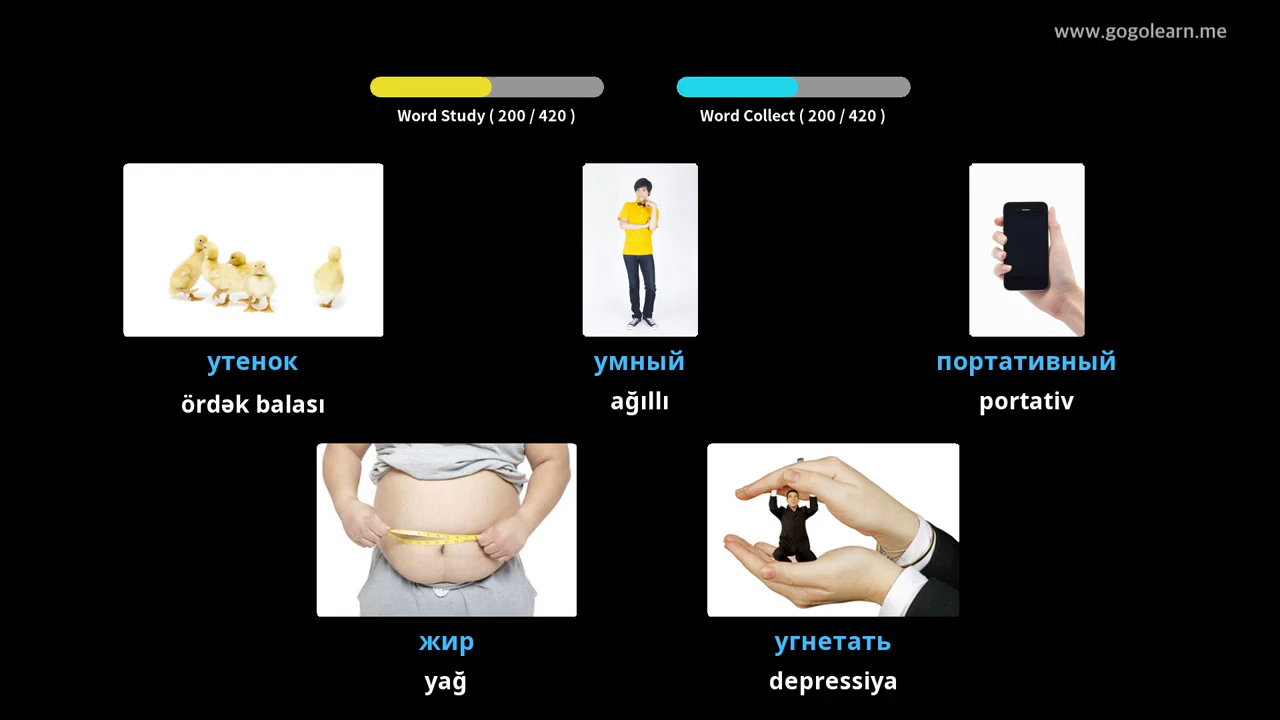 www.gogolearn.me
Word Study ( 200 / 420 )
Word Collect ( 200 / 420 )
утенок
ördək balası
умный
ağıllı
портативный
portativ
жир
yağ
угнетать
depressiya